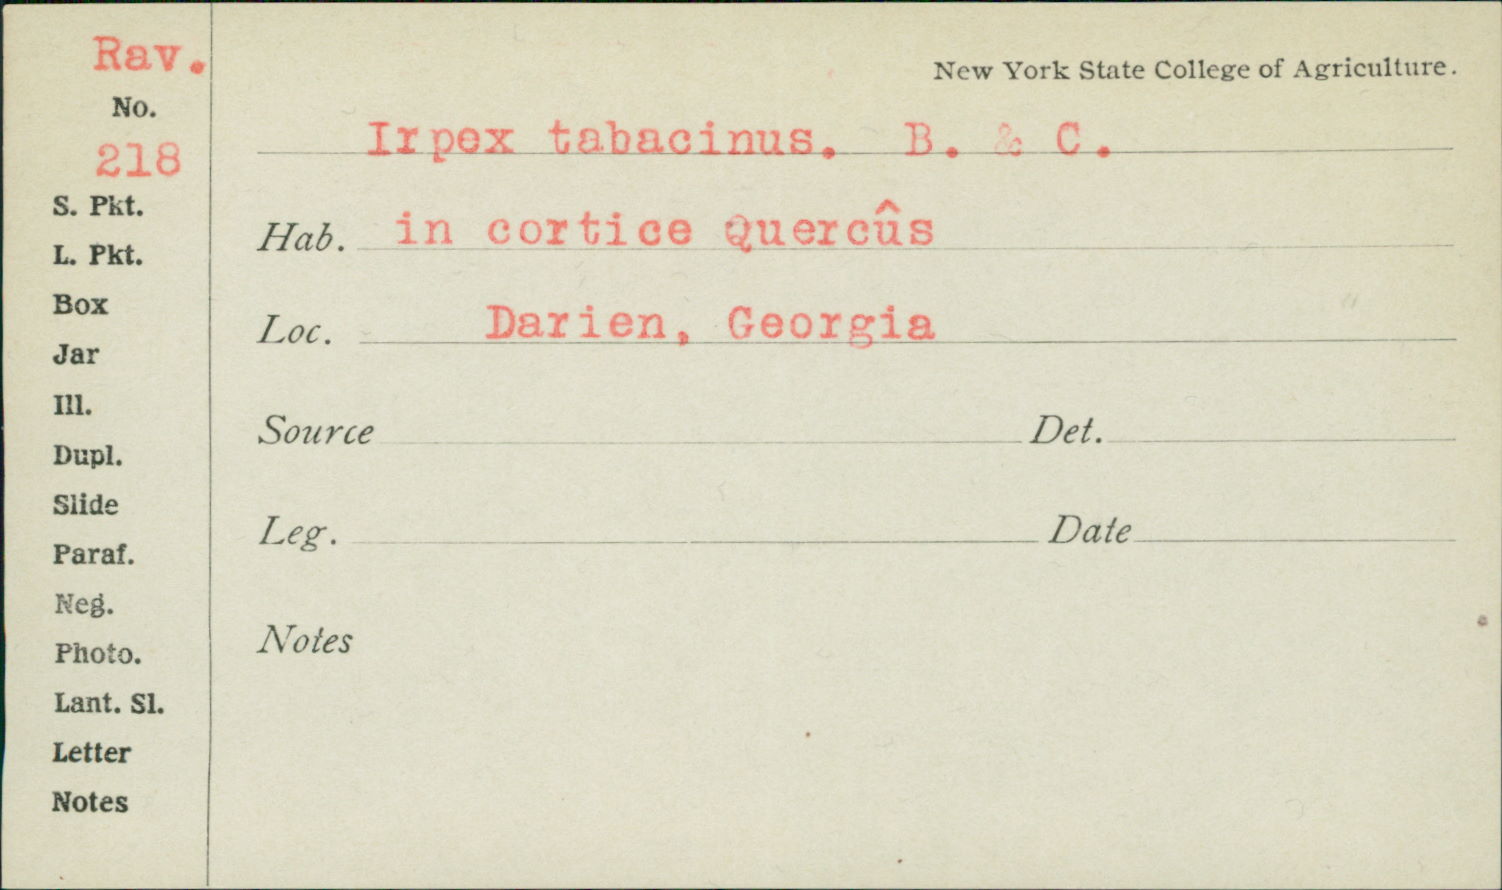 Rav.
No.
218
S. Pkt.
L. Pkt.
Box
Jar
Ill.
Dupl.
Slide
Paraf.
Neg.
Photo.
Lant. Sl.
Letter
Notes
New York State College of Agriculture.
Irpex tabacinus. B. & C.
Hab. in cortice Quercûs
Loc. Darien, Georgia
Source Det.
Leg. Date
Notes